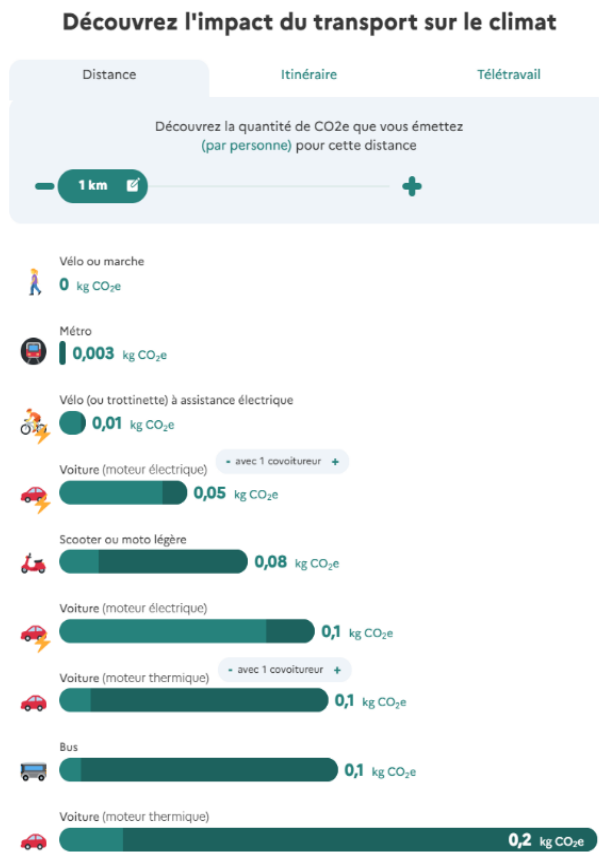 Découvrez l'impact du transport sur le climat
Distance
Itinéraire
Télétravail
Découvrez la quantité de CO2e que vous émettez
(par personne) pour cette distance
1 km
Vélo ou marche
0 kg CO₂e
Métro
0,003 kg CO₂e
Vélo (ou trottinette) à assistance électrique
0,01 kg CO₂e
Voiture (moteur électrique) - avec 1 covoitureur +
0,05 kg CO₂e
Scooter ou moto légère
0,08 kg CO₂e
Voiture (moteur électrique)
0,1 kg CO₂e
Voiture (moteur thermique) - avec 1 covoitureur +
0,1 kg CO₂e
Bus
0,1 kg CO₂e
Voiture (moteur thermique)
0,2 kg CO₂e